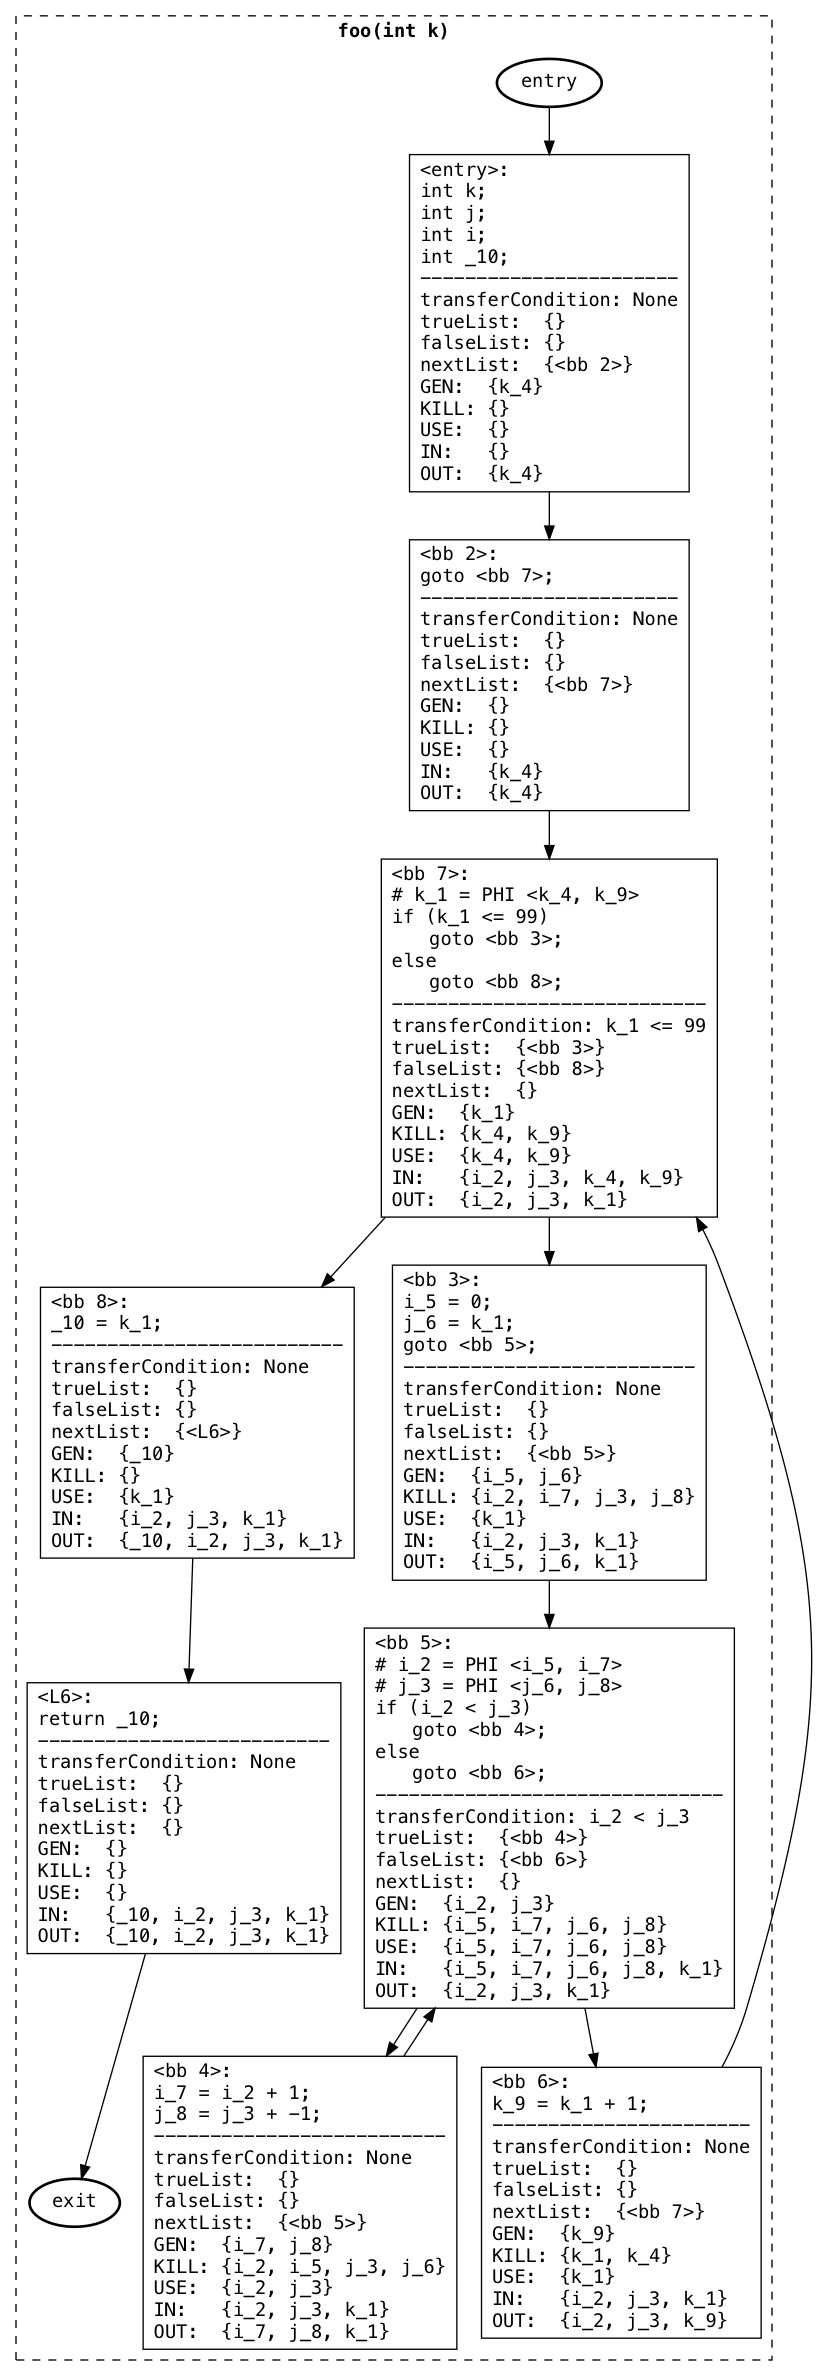 foo(int k)
entry
<entry>:
int k;
int j;
int i;
int _10;
-----------------------
transferCondition: None
trueList:  {}
falseList: {}
nextList:  {<bb 2>}
GEN:  {k_4}
KILL: {}
USE:  {}
IN:   {}
OUT:  {k_4}
<bb 2>:
goto <bb 7>;
-----------------------
transferCondition: None
trueList:  {}
falseList: {}
nextList:  {<bb 7>}
GEN:  {}
KILL: {}
USE:  {}
IN:   {k_4}
OUT:  {k_4}
<bb 7>:
# k_1 = PHI <k_4, k_9>
if (k_1 <= 99)
goto <bb 3>;
else
goto <bb 8>;
----------------------------
transferCondition: k_1 <= 99
trueList:  {<bb 3>}
falseList: {<bb 8>}
nextList:  {}
GEN:  {k_1}
KILL: {k_4, k_9}
USE:  {k_4, k_9}
IN:   {i_2, j_3, k_4, k_9}
OUT:  {i_2, j_3, k_1}
<bb 8>:
_10 = k_1;
--------------------------
transferCondition: None
trueList:  {}
falseList: {}
nextList:  {<L6>}
GEN:  {_10}
KILL: {}
USE:  {k_1}
IN:   {i_2, j_3, k_1}
OUT:  {_10, i_2, j_3, k_1}
<bb 3>:
i_5 = 0;
j_6 = k_1;
goto <bb 5>;
--------------------------
transferCondition: None
trueList:  {}
falseList: {}
nextList:  {<bb 5>}
GEN:  {i_5, j_6}
KILL: {i_2, i_7, j_3, j_8}
USE:  {k_1}
IN:   {i_2, j_3, k_1}
OUT:  {i_5, j_6, k_1}
<L6>:
return _10;
--------------------------
transferCondition: None
trueList:  {}
falseList: {}
nextList:  {}
GEN:  {}
KILL: {}
USE:  {}
IN:   {_10, i_2, j_3, k_1}
OUT:  {_10, i_2, j_3, k_1}
<bb 5>:
# i_2 = PHI <i_5, i_7>
# j_3 = PHI <j_6, j_8>
if (i_2 < j_3)
goto <bb 4>;
else
goto <bb 6>;
-------------------------------
transferCondition: i_2 < j_3
trueList:  {<bb 4>}
falseList: {<bb 6>}
nextList:  {}
GEN:  {i_2, j_3}
KILL: {i_5, i_7, j_6, j_8}
USE:  {i_5, i_7, j_6, j_8}
IN:   {i_5, i_7, j_6, j_8, k_1}
OUT:  {i_2, j_3, k_1}
exit
<bb 4>:
i_7 = i_2 + 1;
j_8 = j_3 + -1;
--------------------------
transferCondition: None
trueList:  {}
falseList: {}
nextList:  {<bb 5>}
GEN:  {i_7, j_8}
KILL: {i_2, i_5, j_3, j_6}
USE:  {i_2, j_3}
IN:   {i_2, j_3, k_1}
OUT:  {i_7, j_8, k_1}
<bb 6>:
k_9 = k_1 + 1;
-----------------------
transferCondition: None
trueList:  {}
falseList: {}
nextList:  {<bb 7>}
GEN:  {k_9}
KILL: {k_1, k_4}
USE:  {k_1}
IN:   {i_2, j_3, k_1}
OUT:  {i_2, j_3, k_9}